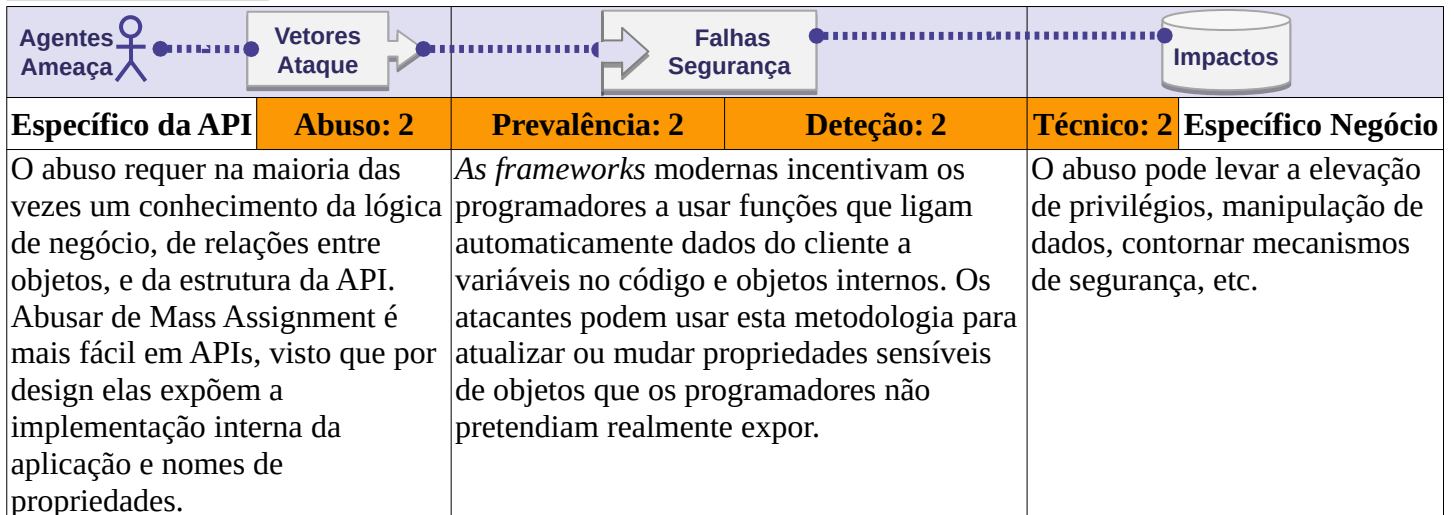 Agentes
Ameaça
Vetores
Ataque
Falhas
Segurança
Impactos
Específico da API
Abuso: 2
Prevalência: 2
Deteção: 2
Técnico: 2
Específico Negócio
O abuso requer na maioria das
vezes um conhecimento da lógica
de negócio, de relações entre
objetos, e da estrutura da API.
Abusar de Mass Assignment é
mais fácil em APIs, visto que por
design elas expõem a
implementação interna da
aplicação e nomes de
propriedades.
As frameworks modernas incentivam os
programadores a usar funções que ligam
automaticamente dados do cliente a
variáveis no código e objetos internos. Os
atacantes podem usar esta metodologia para
atualizar ou mudar propriedades sensíveis
de objetos que os programadores não
pretendiam realmente expor.
O abuso pode levar a elevação
de privilégios, manipulação de
dados, contornar mecanismos
de segurança, etc.